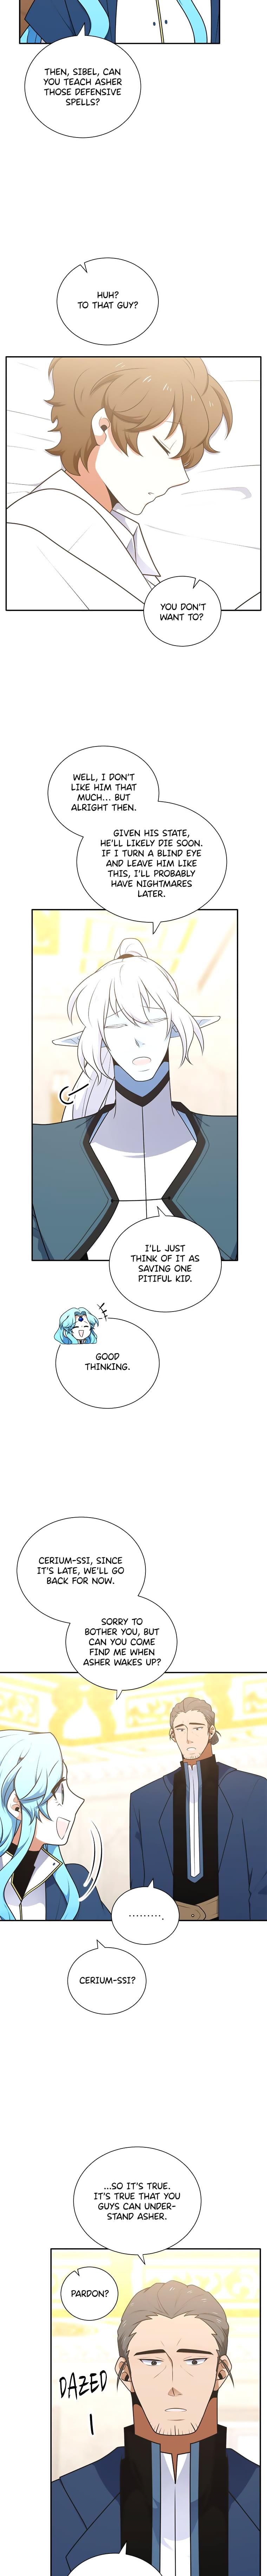 THEN, SIBEL, CAN
YOU TEACH ASHER
THOSE DEFENSIVE
SPELLS?
HUH?
TO THAT GUY?
YOU DON'T
WANT TO?
WELL, I DON'T
LIKE HIM THAT
MUCH... BUT
ALRIGHT THEN.
GIVEN HIS STATE,
HE'LL LIKELY DIE SOON.
IF I TURN A BLIND EYE
AND LEAVE HIM LIKE
THIS, I'LL PROBABLY
HAVE NIGHTMARES
LATER.
I'LL JUST
THINK OF IT AS
SAVING ONE
PITIFUL KID.
GOOD
THINKING.
CERIUM-SSI, SINCE
IT'S LATE, WE'LL GO
BACK FOR NOW.
SORRY TO
BOTHER YOU, BUT
CAN YOU COME
FIND ME WHEN
ASHER WAKES UP?
..........
CERIUM-SSI?
...SO IT'S TRUE.
IT'S TRUE THAT YOU
GUYS CAN UNDER-
STAND ASHER.
PARDON?
DAZED